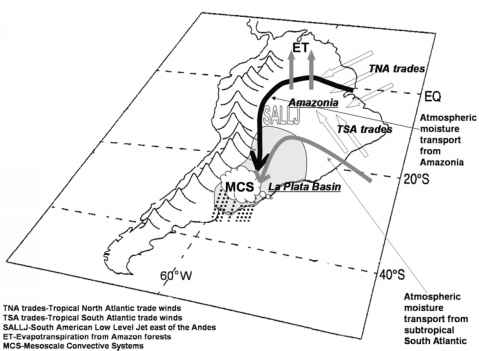 ET
TNA trades
Amazonia
EQ
SALLJ
Atmospheric
moisture
transport
from
Amazonia
TSA trades
20°S
MCS
La Plata Basin
60°W
40°S
Atmospheric
moisture
transport from
subtropical
South Atlantic
TNA trades-Tropical North Atlantic trade winds
TSA trades-Tropical South Atlantic trade winds
SALLJ-South American Low Level Jet east of the Andes
ET-Evapotranspiration from Amazon forests
MCS-Mesoscale Convective Systems